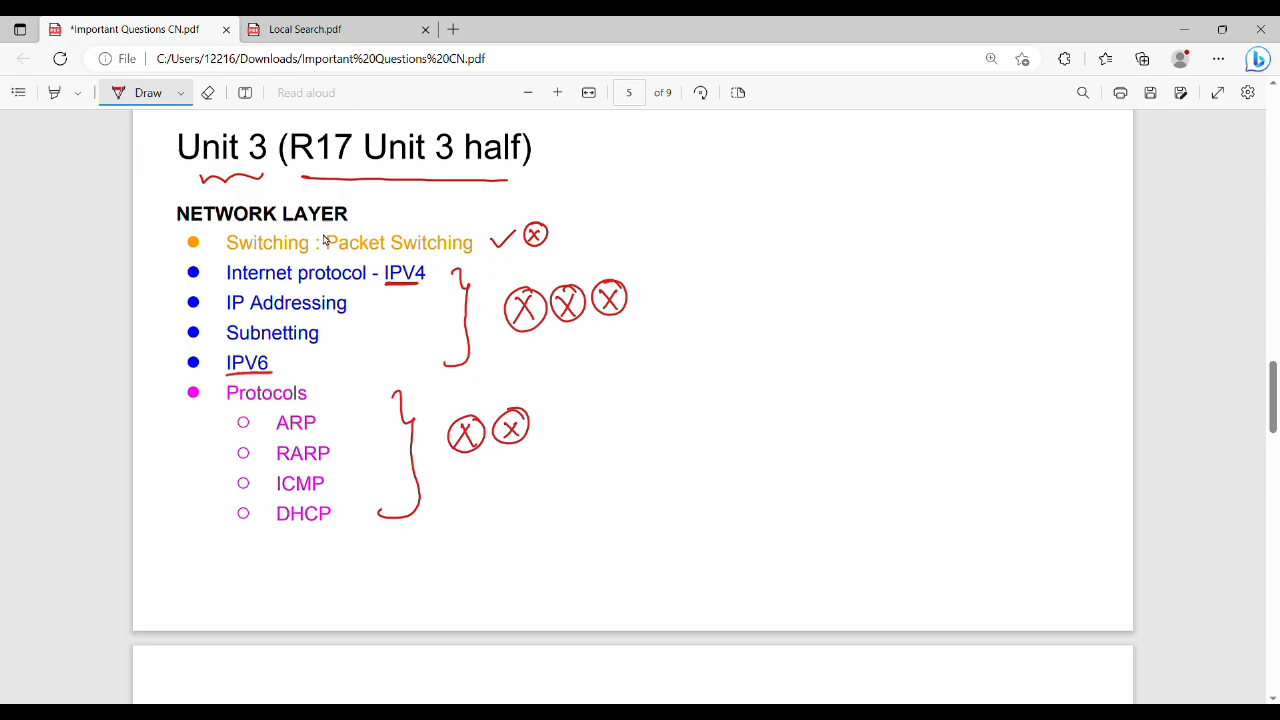 *Important Questions CN.pdf
Local Search.pdf
File
C:/Users/12216/Downloads/Important%20Questions%20CN.pdf
Draw
Read aloud
5 of 9
Unit 3 (R17 Unit 3 half)
NETWORK LAYER
Switching : Packet Switching
Internet protocol - IPV4
IP Addressing
Subnetting
IPV6
Protocols
ARP
RARP
ICMP
DHCP